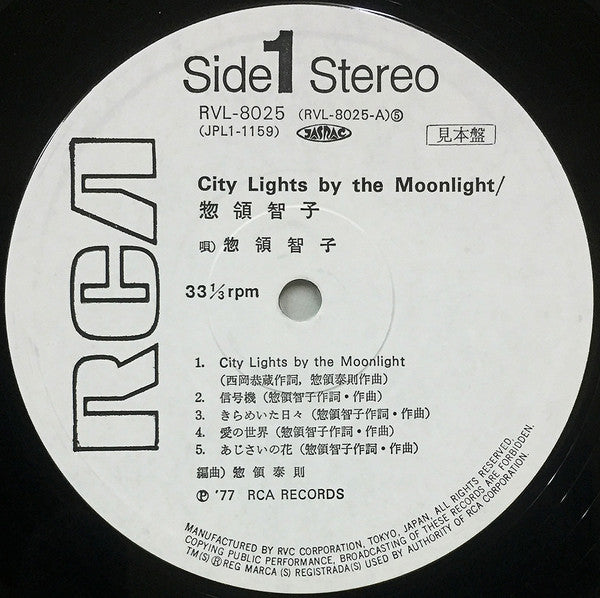 Side 1 Stereo
RVL-8025 (RVL-8025-A)⑤
(JPL1-1159) JASRAC
見本盤
RCA
City Lights by the Moonlight/
惣領智子
唄) 惣領智子
33 1/3 rpm
1. City Lights by the Moonlight
(西岡恭蔵作詞, 惣領泰則作曲)
2. 信号機 (惣領智子作詞・作曲)
3. きらめいた日々 (惣領智子作詞・作曲)
4. 愛の世界 (惣領智子作詞・作曲)
5. あじさいの花 (惣領智子作詞・作曲)
編曲) 惣領泰則
Ⓟ '77 RCA RECORDS
MANUFACTURED BY RVC CORPORATION, TOKYO, JAPAN, ALL RIGHTS RESERVED.
COPYING PUBLIC PERFORMANCE, BROADCASTING OF THESE RECORDS ARE FORBIDDEN.
TM(S) ® REG MARCA (S) REGISTRADA(S) USED BY AUTHORITY OF RCA CORPORATION.